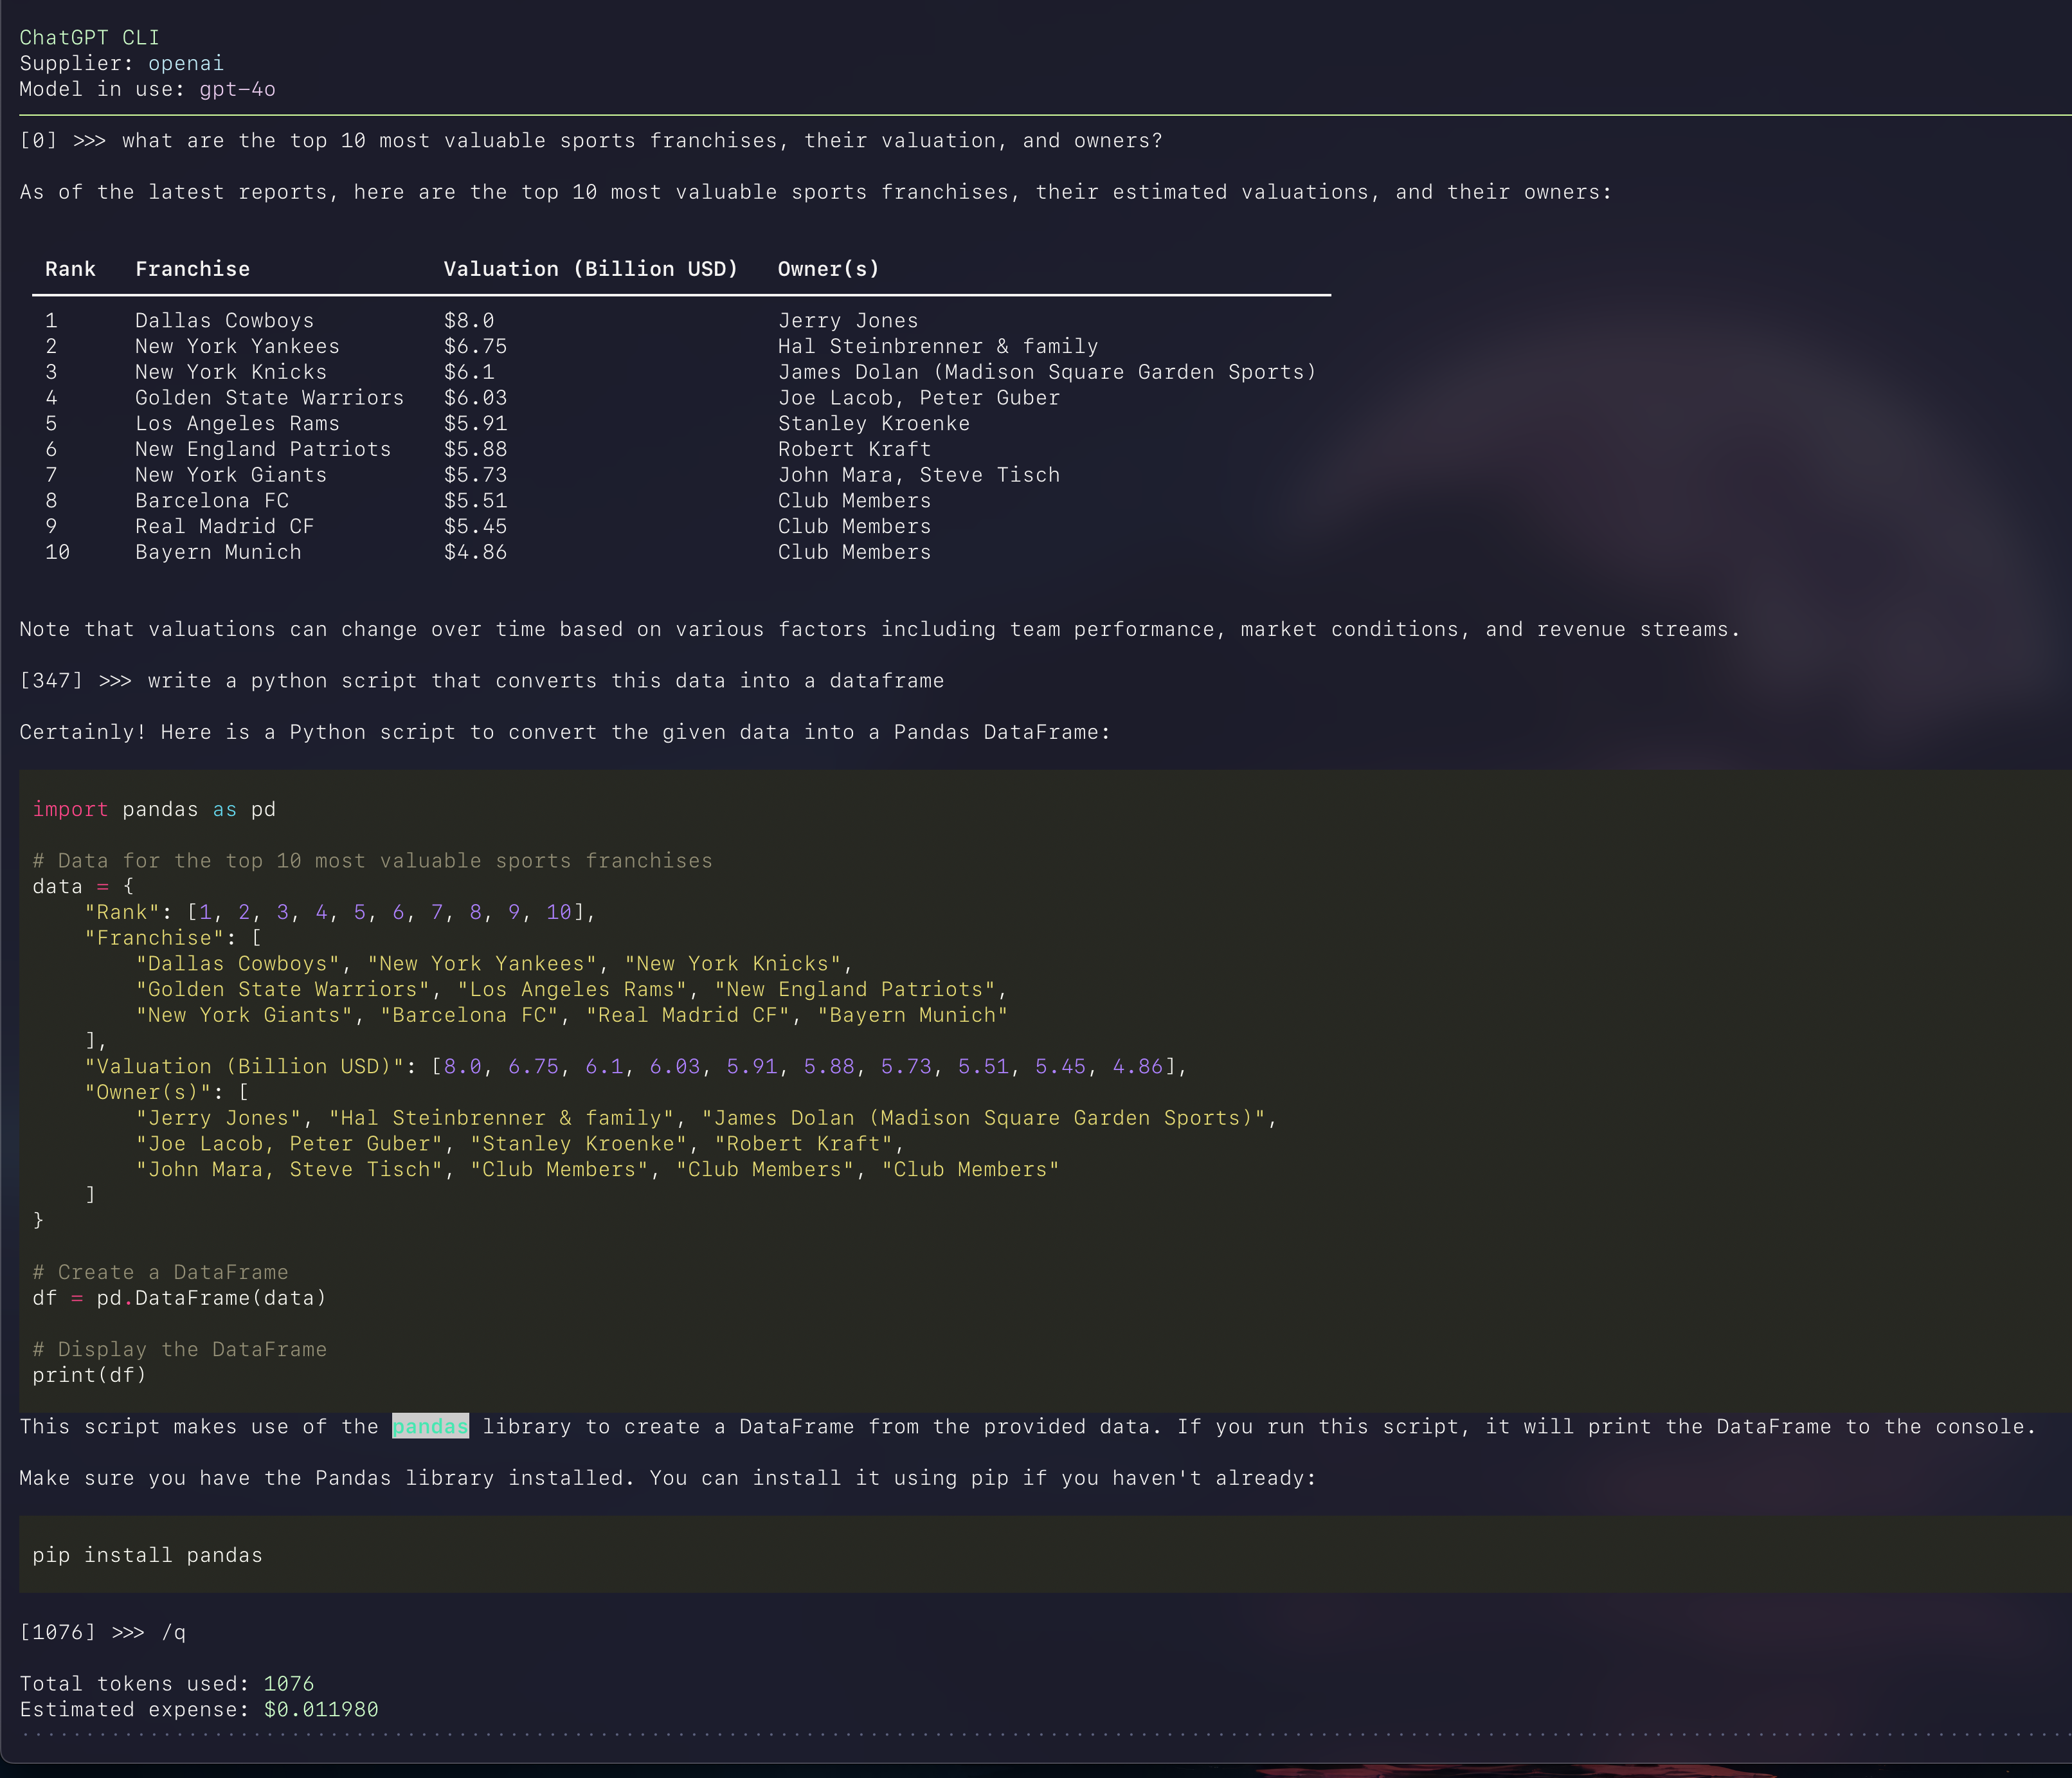 ChatGPT CLI
Supplier: openai
Model in use: gpt-4o
[0] >>> what are the top 10 most valuable sports franchises, their valuation, and owners?
As of the latest reports, here are the top 10 most valuable sports franchises, their estimated valuations, and their owners:
Rank Franchise Valuation (Billion USD) Owner(s)
1 Dallas Cowboys $8.0 Jerry Jones
2 New York Yankees $6.75 Hal Steinbrenner & family
3 New York Knicks $6.1 James Dolan (Madison Square Garden Sports)
4 Golden State Warriors $6.03 Joe Lacob, Peter Guber
5 Los Angeles Rams $5.91 Stanley Kroenke
6 New England Patriots $5.88 Robert Kraft
7 New York Giants $5.73 John Mara, Steve Tisch
8 Barcelona FC $5.51 Club Members
9 Real Madrid CF $5.45 Club Members
10 Bayern Munich $4.86 Club Members
Note that valuations can change over time based on various factors including team performance, market conditions, and revenue streams.
[347] >>> write a python script that converts this data into a dataframe
Certainly! Here is a Python script to convert the given data into a Pandas DataFrame:
import pandas as pd
# Data for the top 10 most valuable sports franchises
data = {
    "Rank": [1, 2, 3, 4, 5, 6, 7, 8, 9, 10],
    "Franchise": [
        "Dallas Cowboys", "New York Yankees", "New York Knicks",
        "Golden State Warriors", "Los Angeles Rams", "New England Patriots",
        "New York Giants", "Barcelona FC", "Real Madrid CF", "Bayern Munich"
    ],
    "Valuation (Billion USD)": [8.0, 6.75, 6.1, 6.03, 5.91, 5.88, 5.73, 5.51, 5.45, 4.86],
    "Owner(s)": [
        "Jerry Jones", "Hal Steinbrenner & family", "James Dolan (Madison Square Garden Sports)",
        "Joe Lacob, Peter Guber", "Stanley Kroenke", "Robert Kraft",
        "John Mara, Steve Tisch", "Club Members", "Club Members", "Club Members"
    ]
}
# Create a DataFrame
df = pd.DataFrame(data)
# Display the DataFrame
print(df)
This script makes use of the pandas library to create a DataFrame from the provided data. If you run this script, it will print the DataFrame to the console.
Make sure you have the Pandas library installed. You can install it using pip if you haven't already:
pip install pandas
[1076] >>> /q
Total tokens used: 1076
Estimated expense: $0.011980